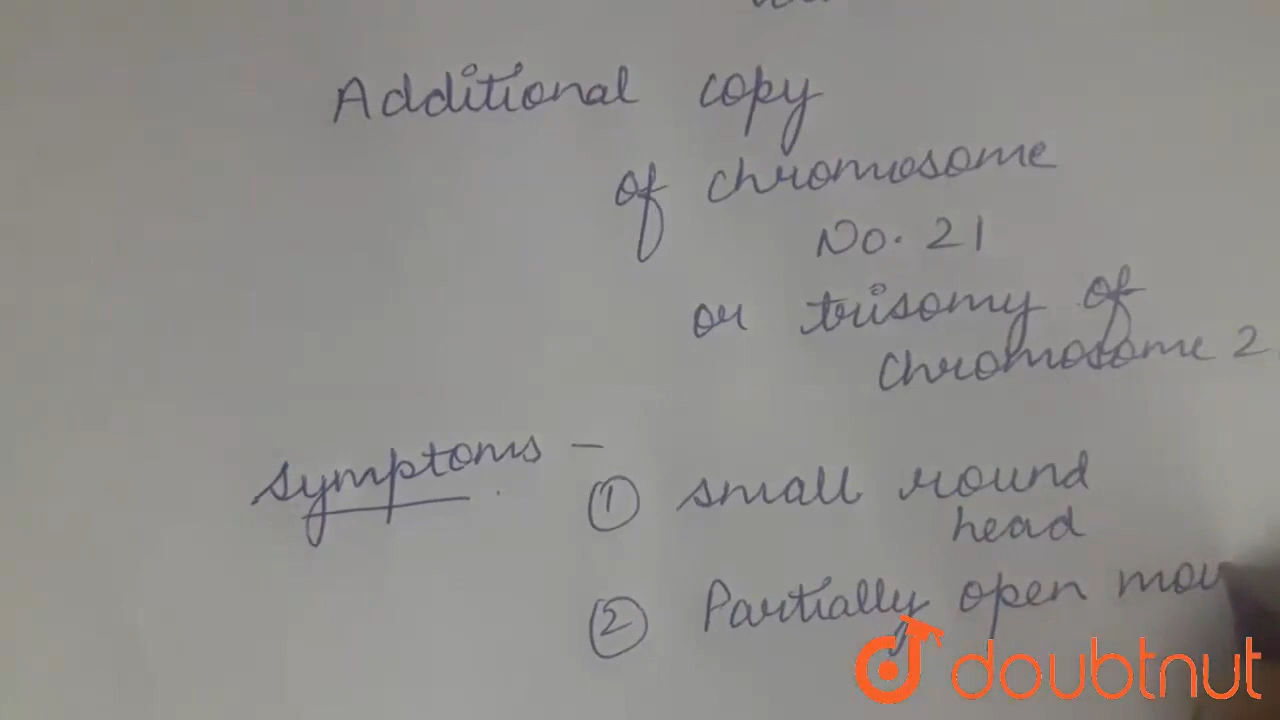 Additional copy
of chromosome
No. 21
or trisomy of
chromosome 2
Symptoms -
① small round
head
② Partially open mou
doubtnut